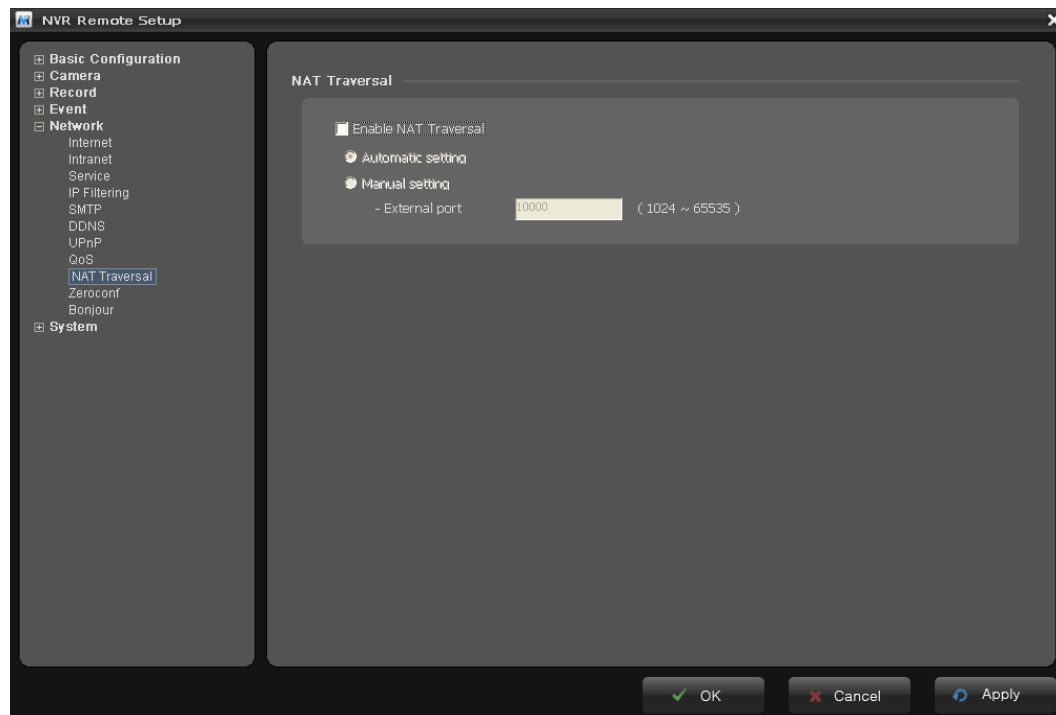 NVR Remote Setup
Basic Configuration
Camera
Record
Event
Network
Internet
Intranet
Service
IP Filtering
SMTP
DDNS
UPnP
QoS
NAT Traversal
Zeroconf
Bonjour
System
NAT Traversal
Enable NAT Traversal
Automatic setting
Manual setting
- External port 10000 ( 1024 ~ 65535 )
OK Cancel Apply